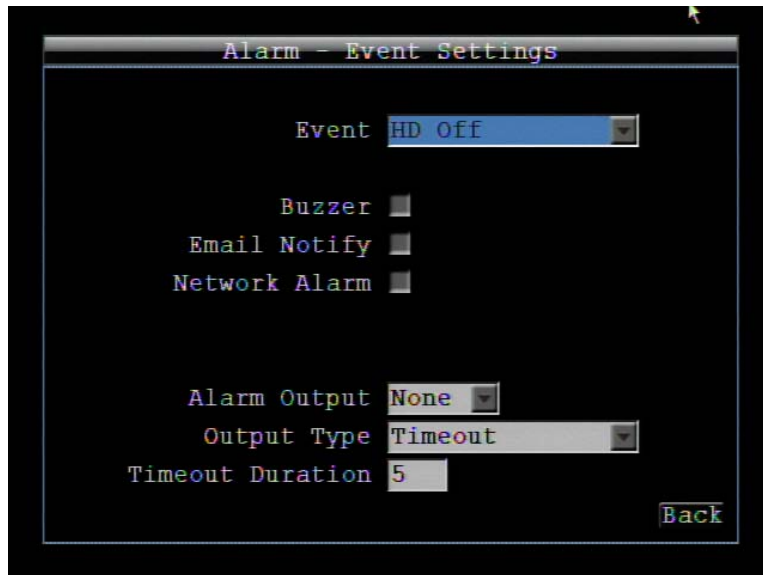 Alarm - Event Settings
Event HD Off
Buzzer
Email Notify
Network Alarm
Alarm Output None
Output Type Timeout
Timeout Duration 5
Back